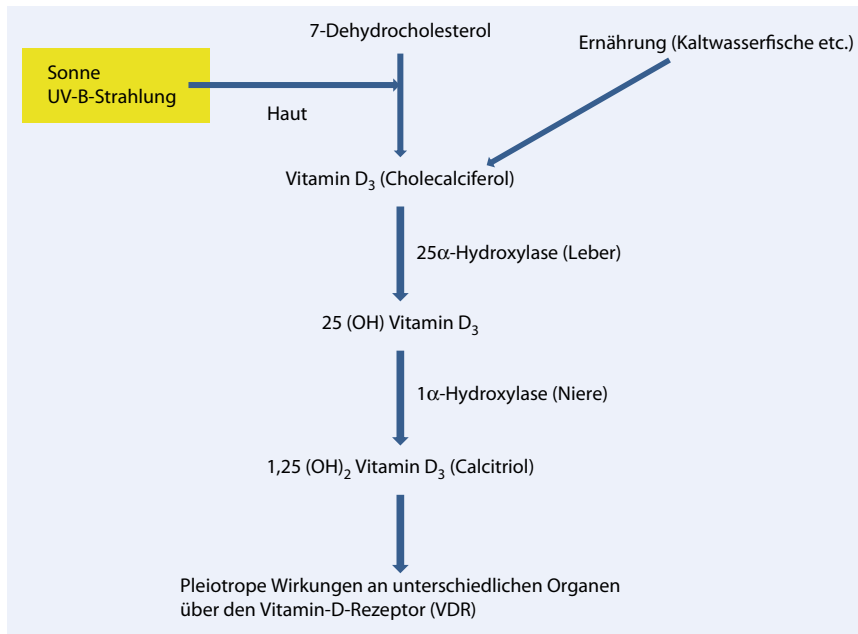 7-Dehydrocholesterol
Ernährung (Kaltwasserfische etc.)
Sonne
UV-B-Strahlung
Haut
Vitamin D₃ (Cholecalciferol)
25α-Hydroxylase (Leber)
25 (OH) Vitamin D₃
1α-Hydroxylase (Niere)
1,25 (OH)₂ Vitamin D₃ (Calcitriol)
Pleiotrope Wirkungen an unterschiedlichen Organen
über den Vitamin-D-Rezeptor (VDR)